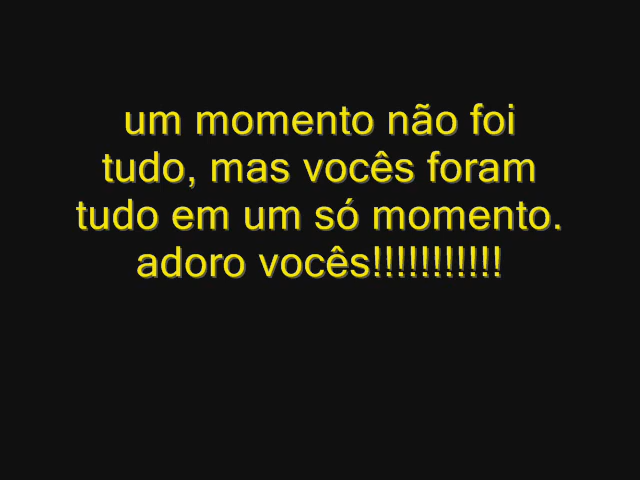 um momento não foi
tudo, mas vocês foram
tudo em um só momento.
adoro vocês!!!!!!!!!!!